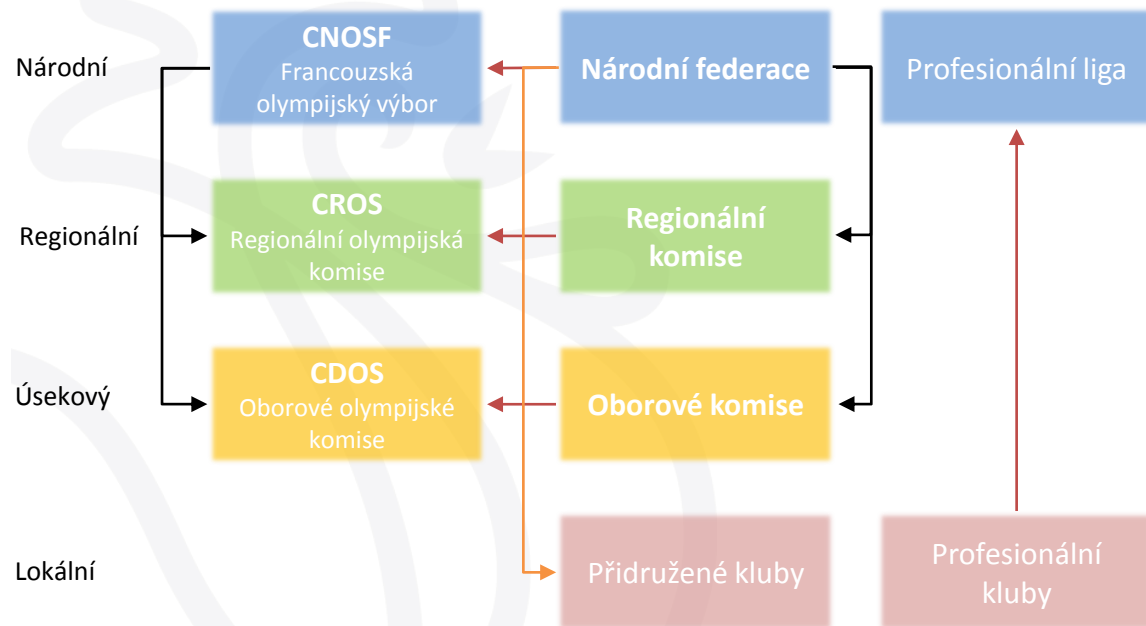 Národní
CNOSF
Francouzská
olympijský výbor
Národní federace
Profesionální liga
Regionální
CROS
Regionální olympijská
komise
Regionální
komise
Úsekový
CDOS
Oborové olympijské
komise
Oborové komise
Lokální
Přidružené kluby
Profesionální
kluby